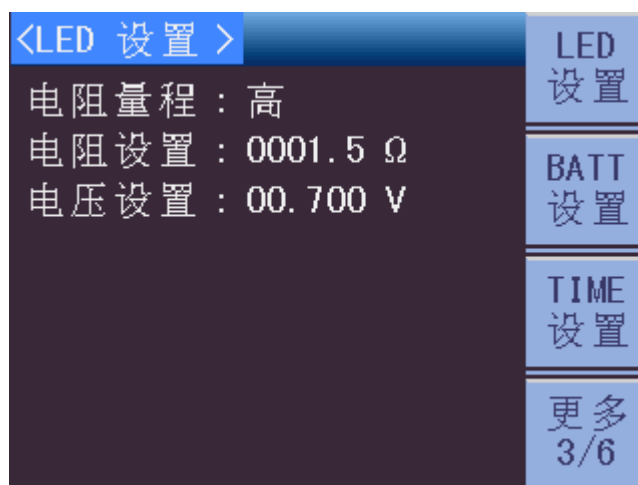 <LED 设置 >
电阻量程：高
电阻设置：0001.5 Ω
电压设置：00.700 V
LED
设置
BATT
设置
TIME
设置
更多
3/6